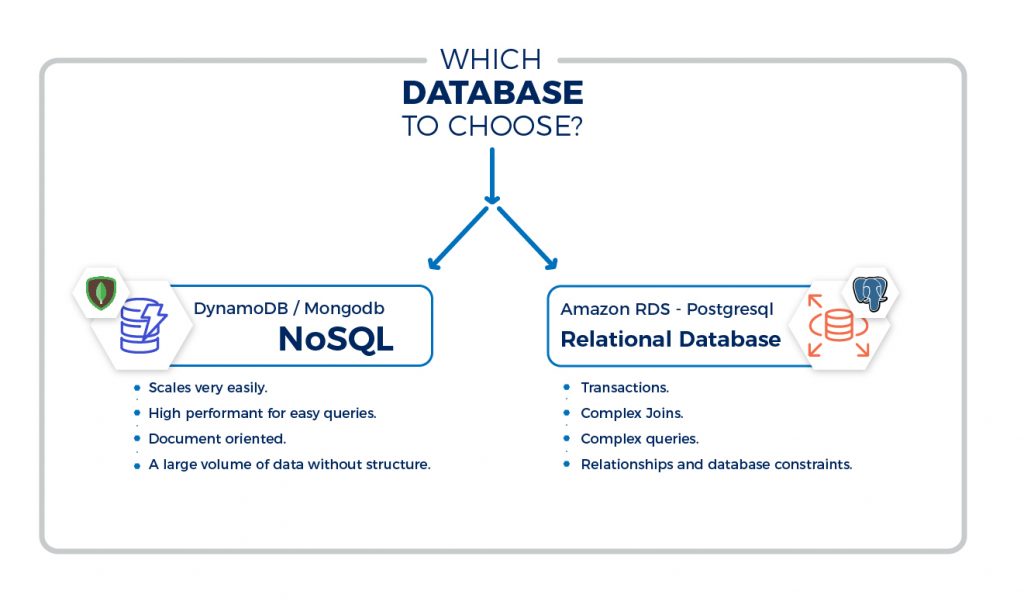 WHICH
DATABASE
TO CHOOSE?
DynamoDB / Mongodb
NoSQL
Scales very easily.
High performant for easy queries.
Document oriented.
A large volume of data without structure.
Amazon RDS - Postgresql
Relational Database
Transactions.
Complex Joins.
Complex queries.
Relationships and database constraints.